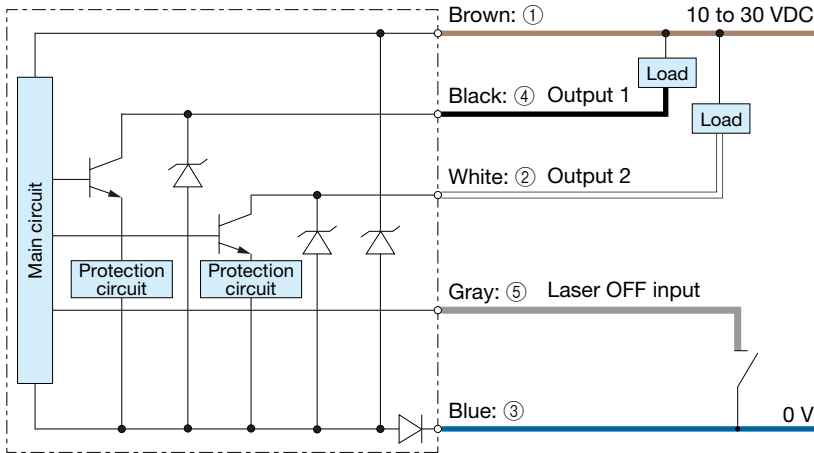 Brown: ① 10 to 30 VDC
Load
Black: ④ Output 1
Load
White: ② Output 2
Main circuit
Protection
circuit
Protection
circuit
Gray: ⑤ Laser OFF input
Blue: ③ 0 V